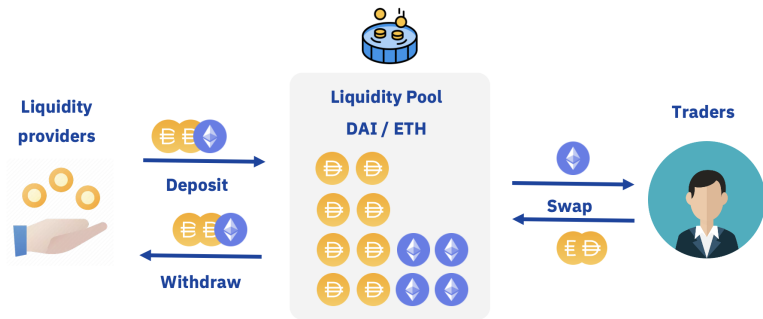 Liquidity
providers
Deposit
Withdraw
Liquidity Pool
DAI / ETH
Traders
Swap